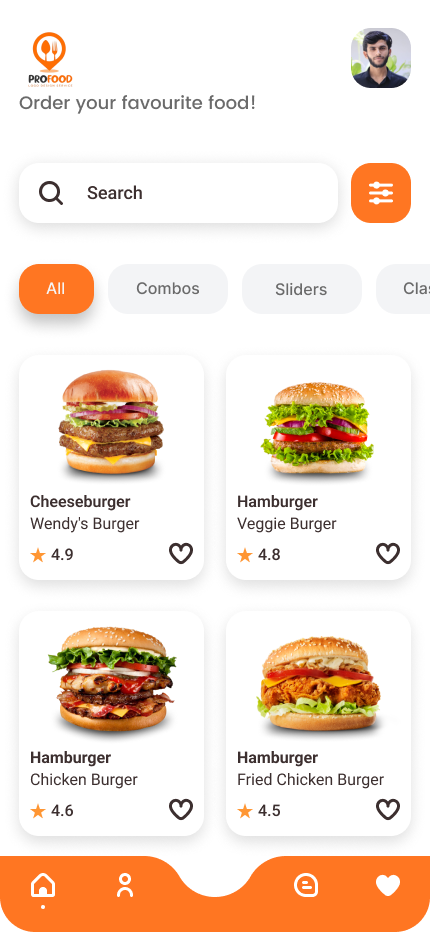 PROFOOD
Order your favourite food!
Search
All
Combos
Sliders
Clas
Cheeseburger
Wendy's Burger
4.9
Hamburger
Veggie Burger
4.8
Hamburger
Chicken Burger
4.6
Hamburger
Fried Chicken Burger
4.5